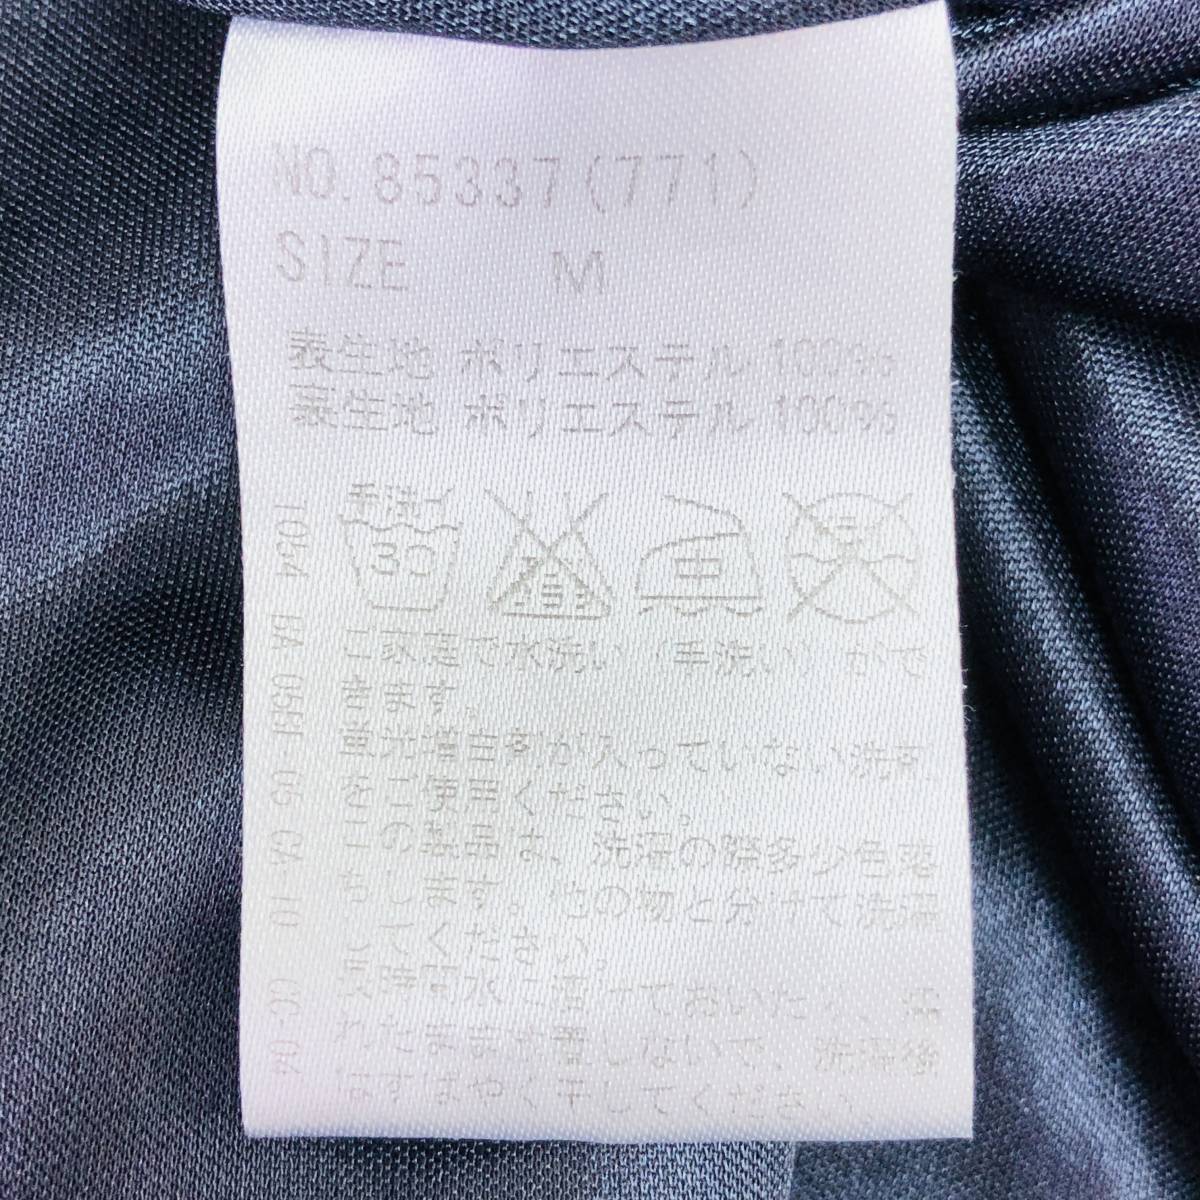 NO. 85337(771)
SIZE M
表生地 ポリエステル 100%
裏生地 ポリエステル 100%
手洗イ
30
中
ご家庭で水洗い（手洗い）がで
きます。
蛍光増白剤が入っていない洗剤
をご使用ください。
この製品は、洗濯の際多少色落
ちします。他の物と分けて洗濯
してください。
長時間水に漬けておいたり、濡
れたまま放置しないで、洗濯後
はすばやく干してください